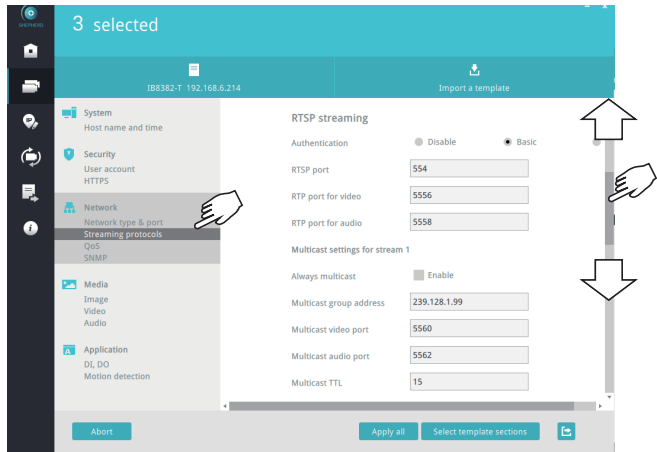 SHEPHERD
3 selected
IB8382-T 192.168.6.214
Import a template
System
Host name and time
Security
User account
HTTPS
Network
Network type & port
Streaming protocols
QoS
SNMP
Media
Image
Video
Audio
Application
DI, DO
Motion detection
RTSP streaming
Authentication Disable Basic
RTSP port 554
RTP port for video 5556
RTP port for audio 5558
Multicast settings for stream 1
Always multicast Enable
Multicast group address 239.128.1.99
Multicast video port 5560
Multicast audio port 5562
Multicast TTL 15
Abort
Apply all
Select template sections